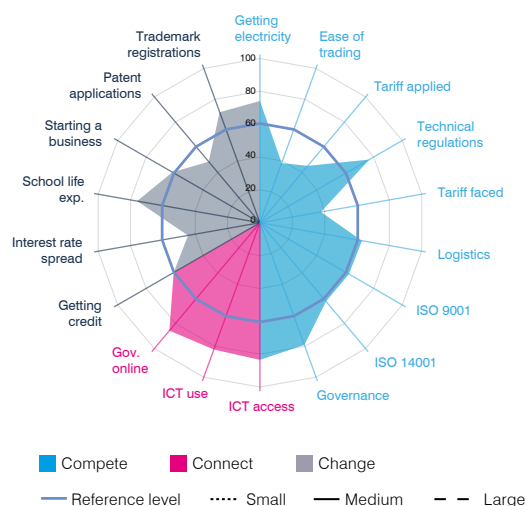 Getting
electricity
Ease of
trading
Tariff applied
Technical
regulations
Tariff faced
Logistics
ISO 9001
ISO 14001
Governance
ICT access
ICT use
Gov.
online
Getting
credit
Interest rate
spread
School life
exp.
Starting a
business
Patent
applications
Trademark
registrations
100
80
60
40
20
0
Compete
Connect
Change
Reference level
Small
Medium
Large